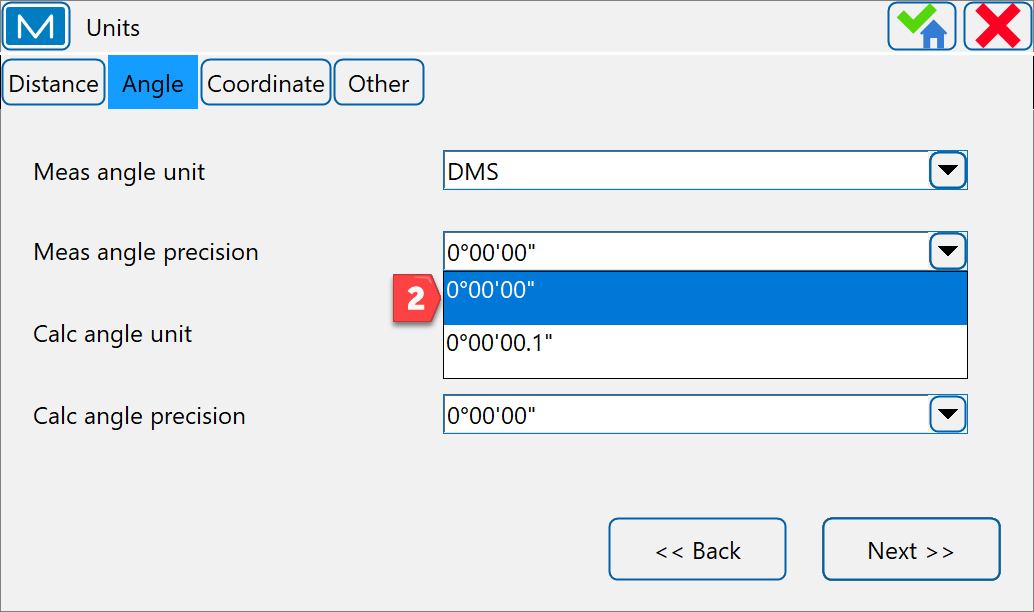 Units
Distance Angle Coordinate Other
Meas angle unit DMS
Meas angle precision 0°00'00"
2 0°00'00"
Calc angle unit 0°00'00.1"
Calc angle precision 0°00'00"
<< Back Next >>